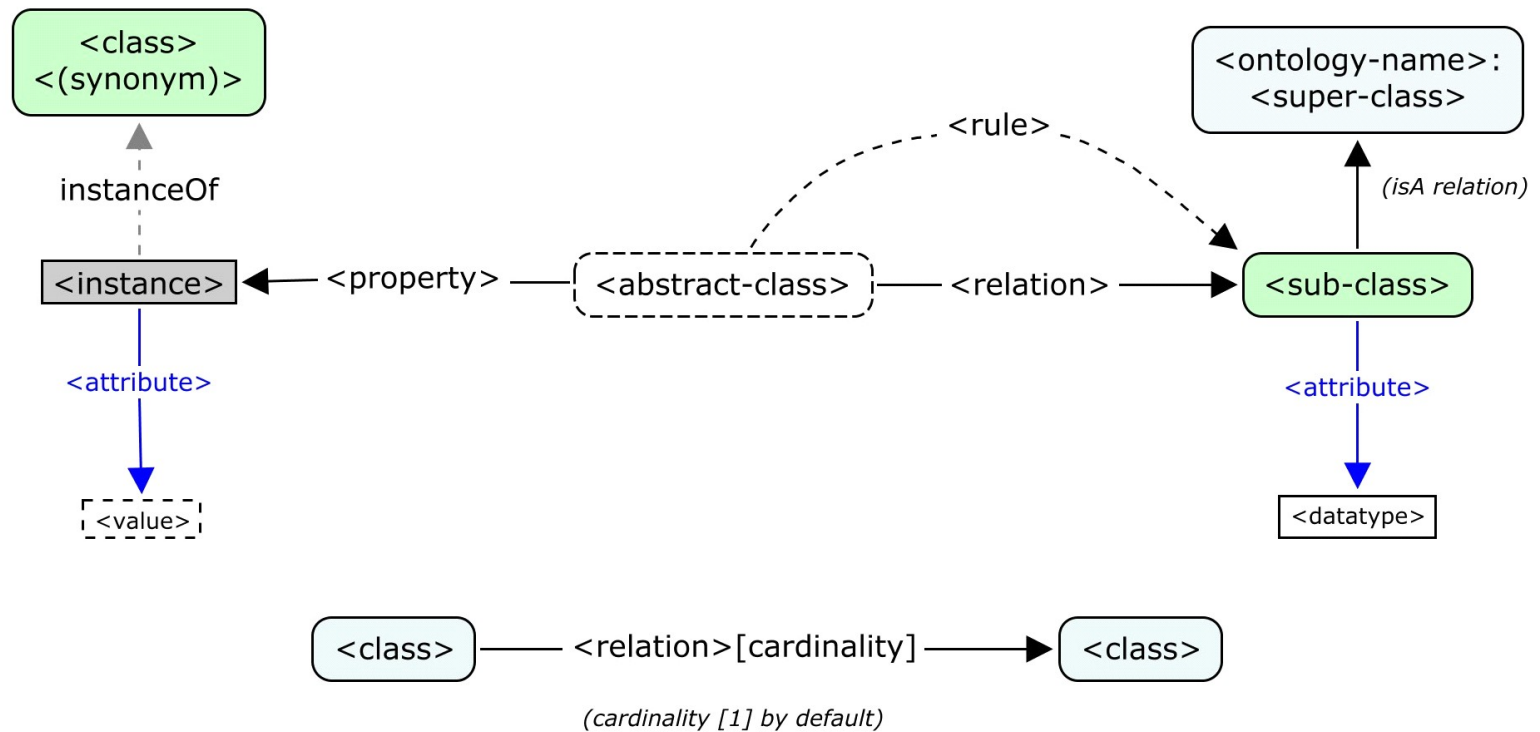 <class>
<(synonym)>
<ontology-name>:
<super-class>
<rule>
instanceOf
(isA relation)
<instance>
<property>
<abstract-class>
<relation>
<sub-class>
<attribute>
<attribute>
<value>
<datatype>
<class>
<relation>[cardinality]
<class>
(cardinality [1] by default)